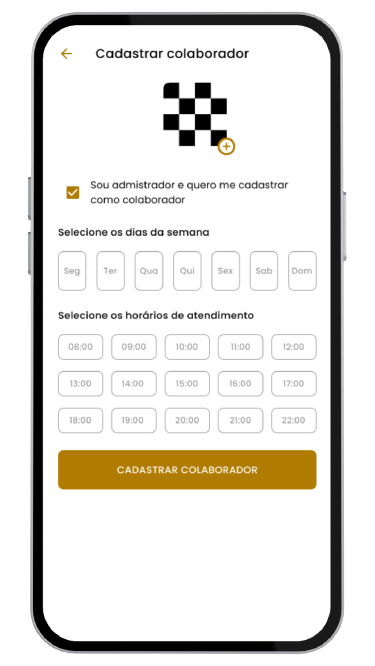 Cadastrar colaborador
Sou admistrador e quero me cadastrar
como colaborador
Selecione os dias da semana
Seg Ter Qua Qui Sex Sab Dom
Selecione os horários de atendimento
08:00 09:00 10:00 11:00 12:00
13:00 14:00 15:00 16:00 17:00
18:00 19:00 20:00 21:00 22:00
CADASTRAR COLABORADOR